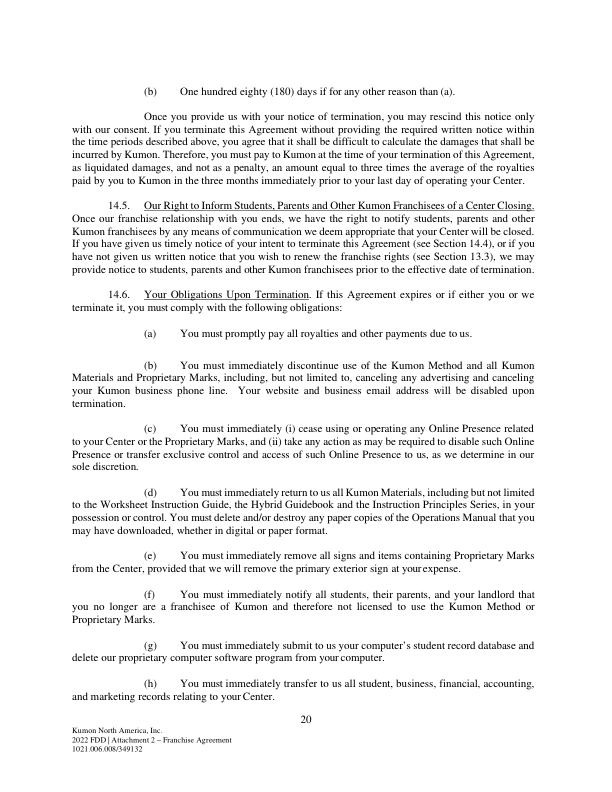 (b) One hundred eighty (180) days if for any other reason than (a).
Once you provide us with your notice of termination, you may rescind this notice only
with our consent. If you terminate this Agreement without providing the required written notice within
the time periods described above, you agree that it shall be difficult to calculate the damages that shall be
incurred by Kumon. Therefore, you must pay to Kumon at the time of your termination of this Agreement,
as liquidated damages, and not as a penalty, an amount equal to three times the average of the royalties
paid by you to Kumon in the three months immediately prior to your last day of operating your Center.
14.5. Our Right to Inform Students, Parents and Other Kumon Franchisees of a Center Closing.
Once our franchise relationship with you ends, we have the right to notify students, parents and other
Kumon franchisees by any means of communication we deem appropriate that your Center will be closed.
If you have given us timely notice of your intent to terminate this Agreement (see Section 14.4), or if you
have not given us written notice that you wish to renew the franchise rights (see Section 13.3), we may
provide notice to students, parents and other Kumon franchisees prior to the effective date of termination.
14.6. Your Obligations Upon Termination. If this Agreement expires or if either you or we
terminate it, you must comply with the following obligations:
(a) You must promptly pay all royalties and other payments due to us.
(b) You must immediately discontinue use of the Kumon Method and all Kumon
Materials and Proprietary Marks, including, but not limited to, canceling any advertising and canceling
your Kumon business phone line. Your website and business email address will be disabled upon
termination.
(c) You must immediately (i) cease using or operating any Online Presence related
to your Center or the Proprietary Marks, and (ii) take any action as may be required to disable such Online
Presence or transfer exclusive control and access of such Online Presence to us, as we determine in our
sole discretion.
(d) You must immediately return to us all Kumon Materials, including but not limited
to the Worksheet Instruction Guide, the Hybrid Guidebook and the Instruction Principles Series, in your
possession or control. You must delete and/or destroy any paper copies of the Operations Manual that you
may have downloaded, whether in digital or paper format.
(e) You must immediately remove all signs and items containing Proprietary Marks
from the Center, provided that we will remove the primary exterior sign at your expense.
(f) You must immediately notify all students, their parents, and your landlord that
you no longer are a franchisee of Kumon and therefore not licensed to use the Kumon Method or
Proprietary Marks.
(g) You must immediately submit to us your computer's student record database and
delete our proprietary computer software program from your computer.
(h) You must immediately transfer to us all student, business, financial, accounting,
and marketing records relating to your Center.
20
Kumon North America, Inc.
2022 FDD | Attachment 2 – Franchise Agreement
1021.006.008/349132